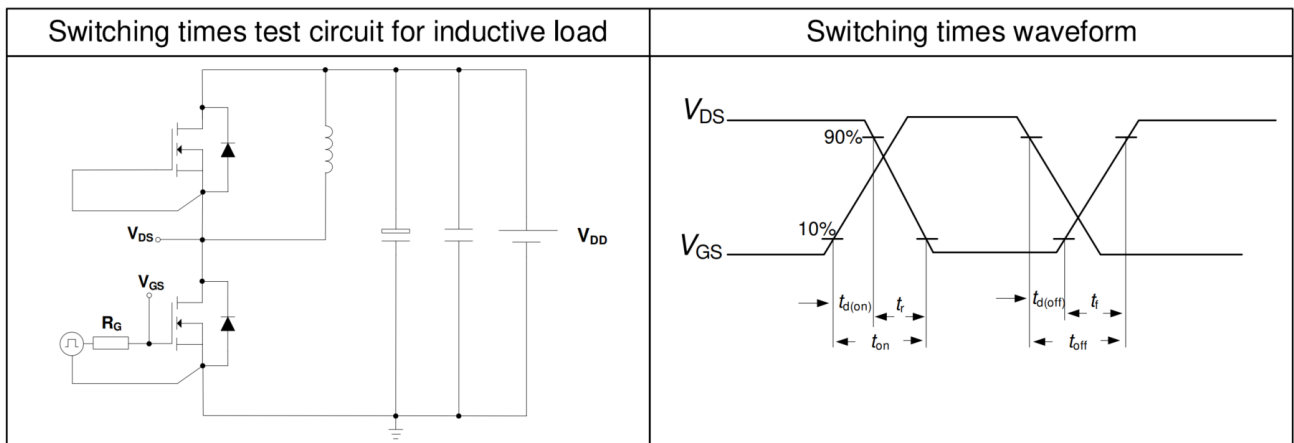 Switching times test circuit for inductive load
Switching times waveform
VDS
VGS
RG
VDD
VDS
90%
10%
VGS
td(on) tr
ton
td(off) tf
toff